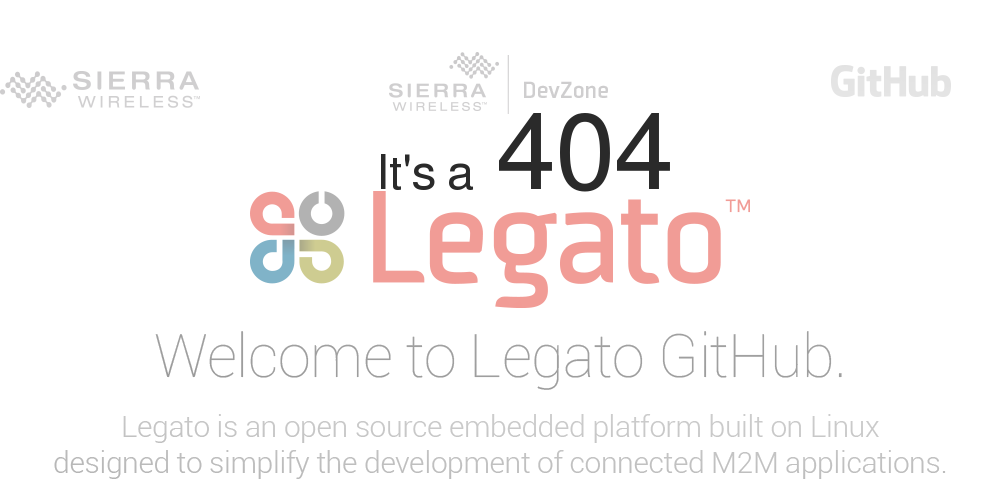 SIERRA
WIRELESS™
SIERRA
WIRELESS™
DevZone
GitHub
It's a 404
Legato™
Welcome to Legato GitHub.
Legato is an open source embedded platform built on Linux
designed to simplify the development of connected M2M applications.